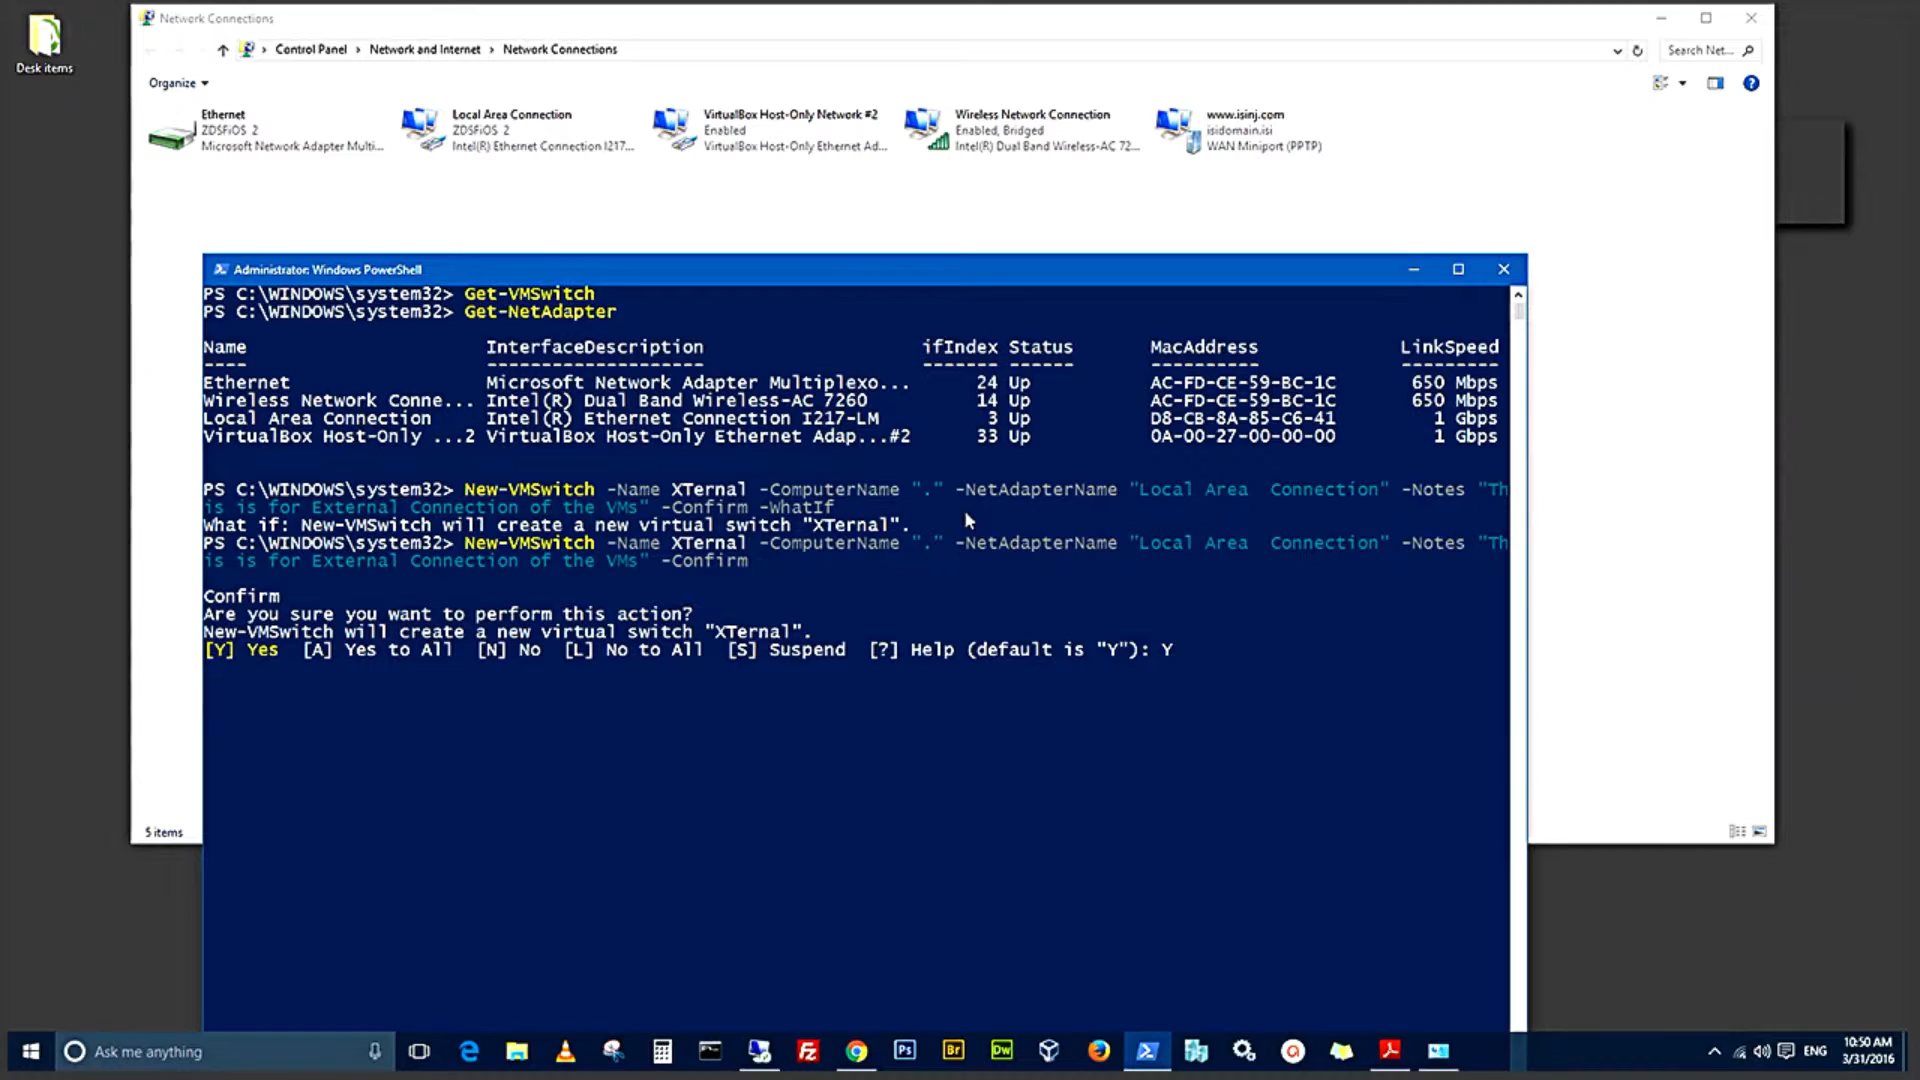 Desk items
Network Connections
Control Panel > Network and Internet > Network Connections
Search Net...
Organize
Ethernet
ZDSFiOS 2
Microsoft Network Adapter Multi...
Local Area Connection
ZDSFiOS 2
Intel(R) Ethernet Connection I217...
VirtualBox Host-Only Network #2
Enabled
VirtualBox Host-Only Ethernet Ad...
Wireless Network Connection
Enabled, Bridged
Intel(R) Dual Band Wireless-AC 72...
www.isinj.com
isidomain.isi
WAN Miniport (PPTP)
Administrator: Windows PowerShell
PS C:\WINDOWS\system32> Get-VMSwitch
PS C:\WINDOWS\system32> Get-NetAdapter
Name InterfaceDescription ifIndex Status MacAddress LinkSpeed
---- -------------------- ------- ------ ---------- ---------
Ethernet Microsoft Network Adapter Multiplexo... 24 Up AC-FD-CE-59-BC-1C 650 Mbps
Wireless Network Conne... Intel(R) Dual Band Wireless-AC 7260 14 Up AC-FD-CE-59-BC-1C 650 Mbps
Local Area Connection Intel(R) Ethernet Connection I217-LM 3 Up D8-CB-8A-85-C6-41 1 Gbps
VirtualBox Host-Only ...2 VirtualBox Host-Only Ethernet Adap...#2 33 Up 0A-00-27-00-00-00 1 Gbps
PS C:\WINDOWS\system32> New-VMSwitch -Name XTernal -ComputerName "." -NetAdapterName "Local Area  Connection" -Notes "Th
is is for External Connection of the VMs" -Confirm -WhatIf
What if: New-VMSwitch will create a new virtual switch "XTernal".
PS C:\WINDOWS\system32> New-VMSwitch -Name XTernal -ComputerName "." -NetAdapterName "Local Area  Connection" -Notes "Th
is is for External Connection of the VMs" -Confirm
Confirm
Are you sure you want to perform this action?
New-VMSwitch will create a new virtual switch "XTernal".
[Y] Yes [A] Yes to All [N] No [L] No to All [S] Suspend [?] Help (default is "Y"): Y
5 items
Ask me anything
Ps
Br
Dw
ENG
10:50 AM
3/31/2016